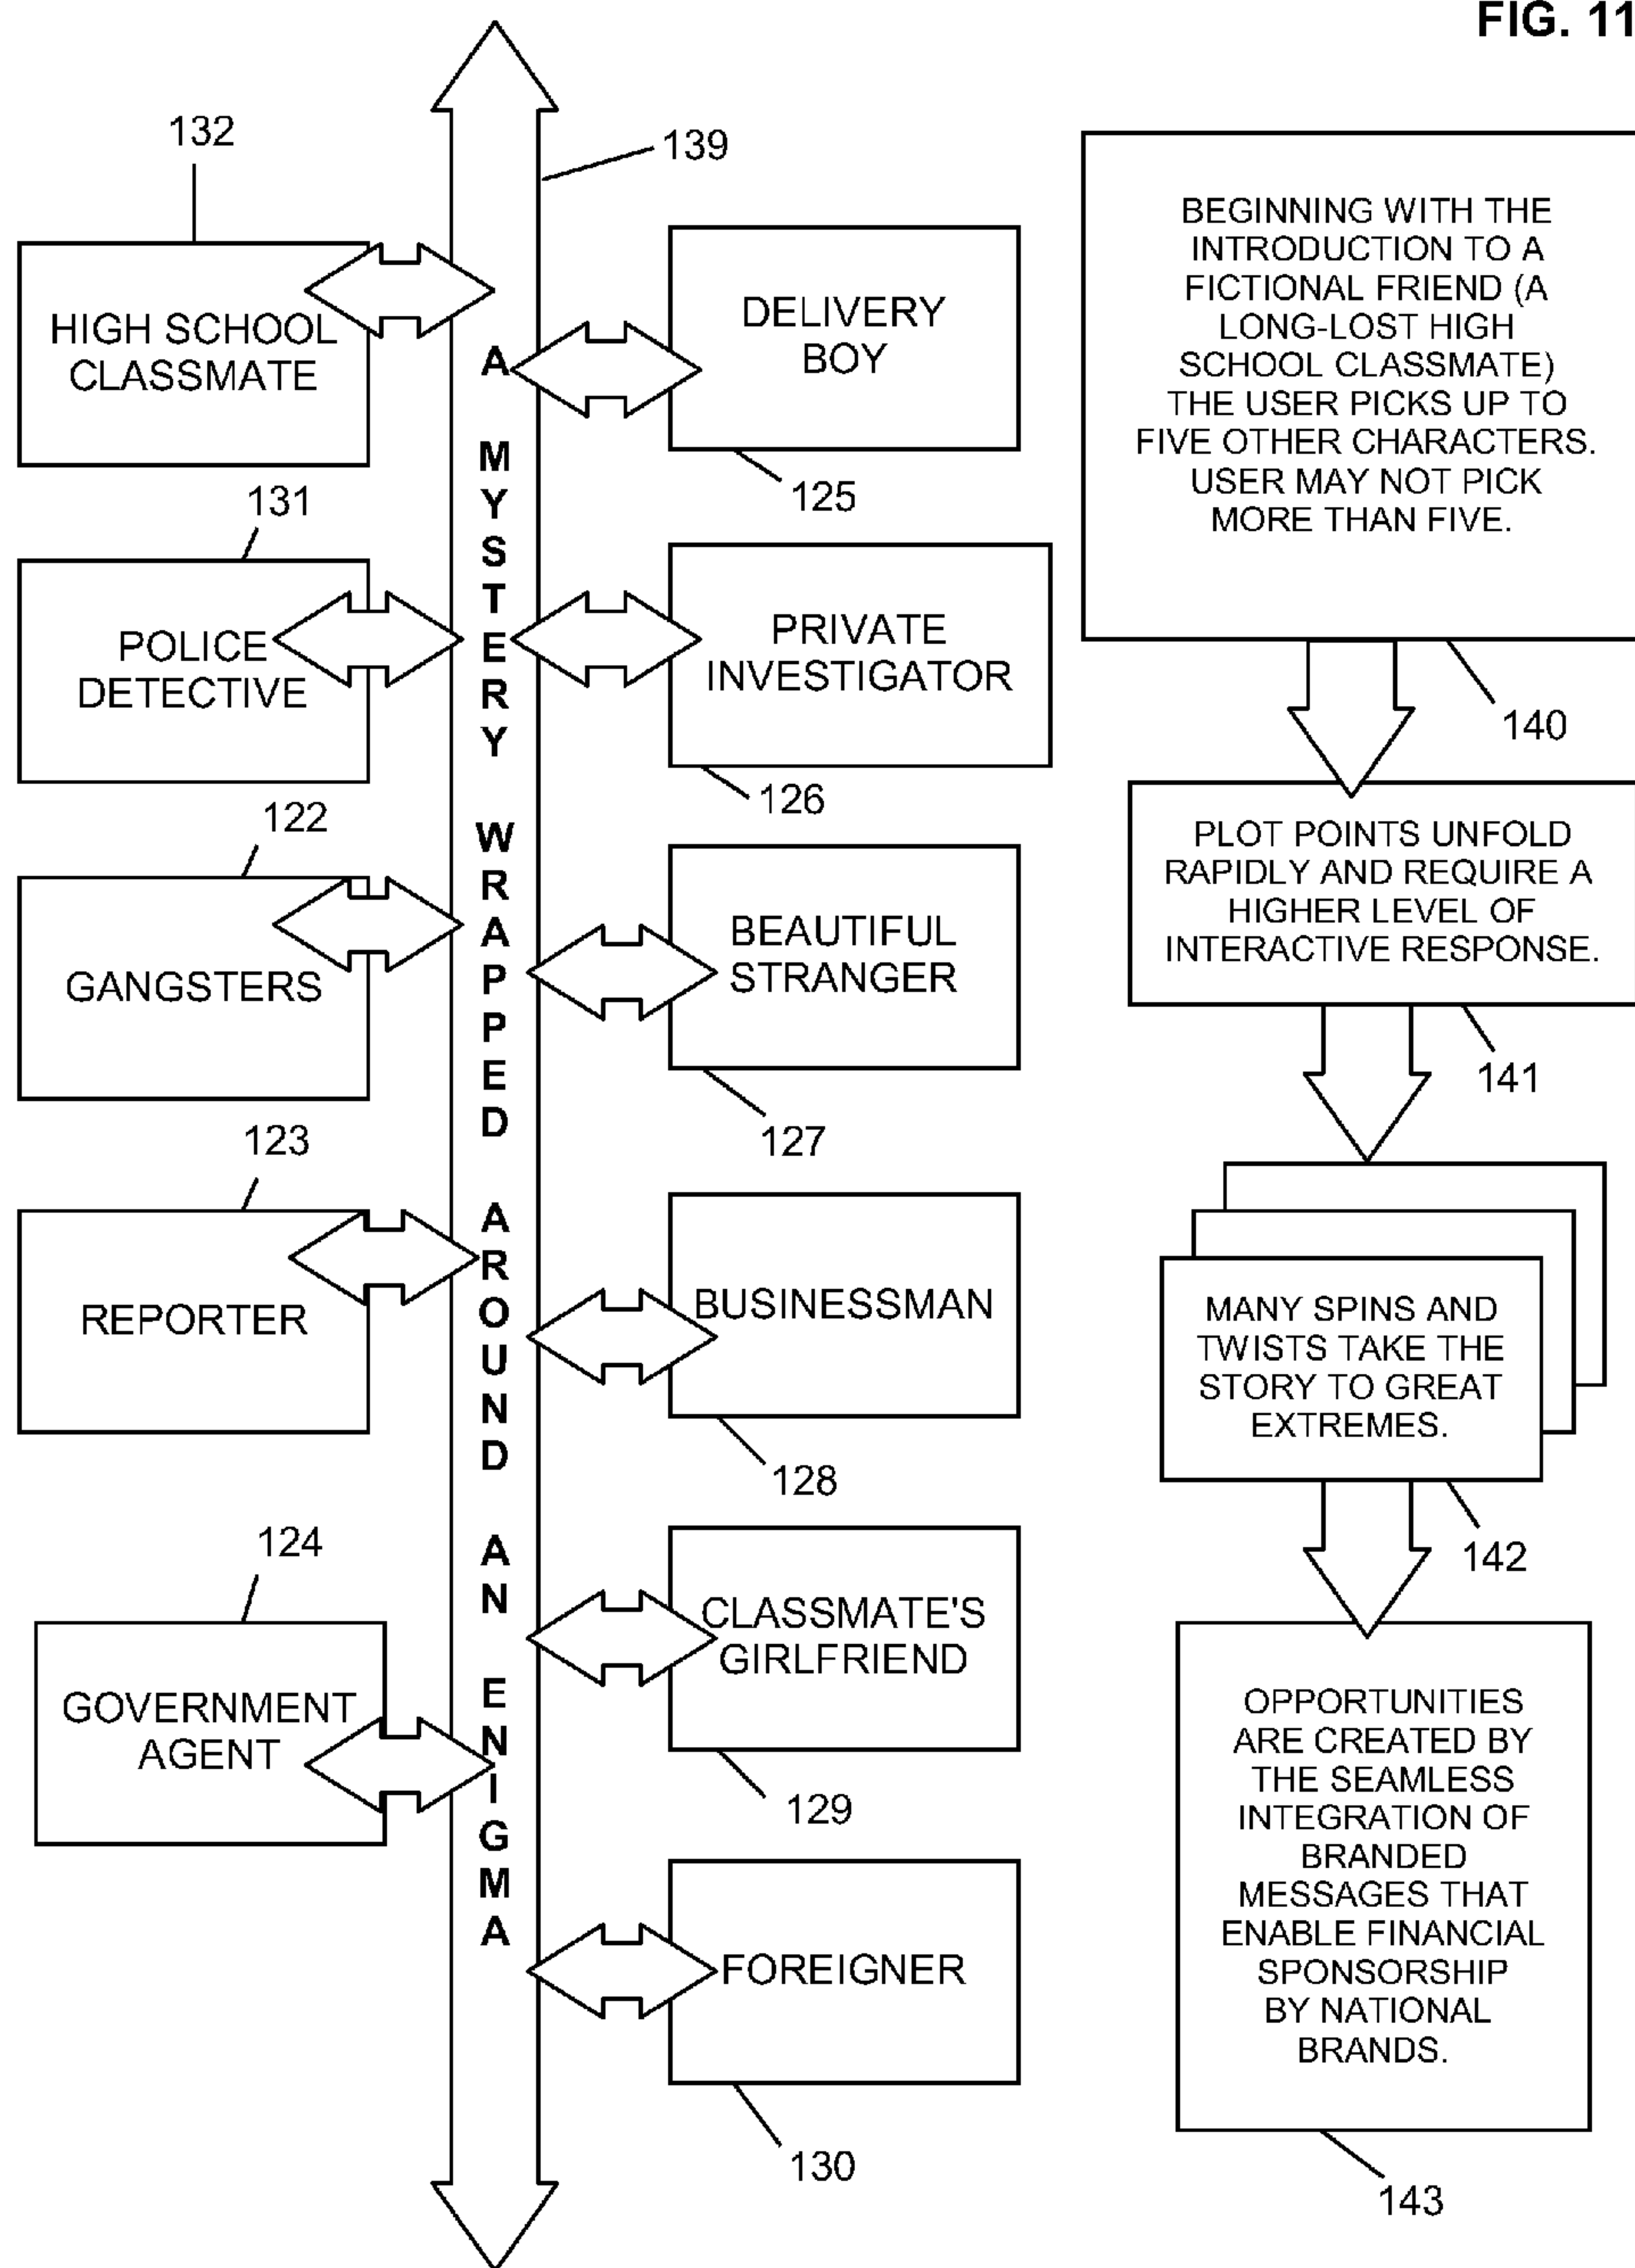 FIG. 11
132
HIGH SCHOOL
CLASSMATE
131
POLICE
DETECTIVE
122
GANGSTERS
123
REPORTER
124
GOVERNMENT
AGENT
139
A MYSTERY WRAPPED AROUND AN ENIGMA
DELIVERY
BOY
125
PRIVATE
INVESTIGATOR
126
BEAUTIFUL
STRANGER
127
BUSINESSMAN
128
CLASSMATE'S
GIRLFRIEND
129
FOREIGNER
130
BEGINNING WITH THE
INTRODUCTION TO A
FICTIONAL FRIEND (A
LONG-LOST HIGH
SCHOOL CLASSMATE)
THE USER PICKS UP TO
FIVE OTHER CHARACTERS.
USER MAY NOT PICK
MORE THAN FIVE.
140
PLOT POINTS UNFOLD
RAPIDLY AND REQUIRE A
HIGHER LEVEL OF
INTERACTIVE RESPONSE.
141
MANY SPINS AND
TWISTS TAKE THE
STORY TO GREAT
EXTREMES.
142
OPPORTUNITIES
ARE CREATED BY
THE SEAMLESS
INTEGRATION OF
BRANDED
MESSAGES THAT
ENABLE FINANCIAL
SPONSORSHIP
BY NATIONAL
BRANDS.
143